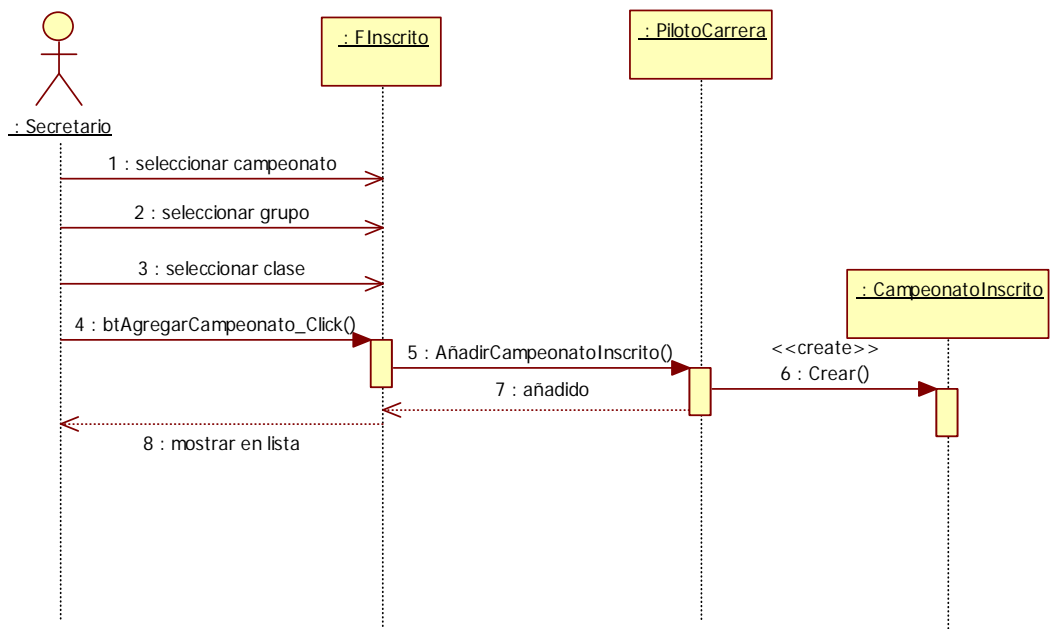 : FInscrito
: PilotoCarrera
: Secretario
1 : seleccionar campeonato
2 : seleccionar grupo
3 : seleccionar clase
: CampeonatoInscrito
4 : btAgregarCampeonato_Click()
5 : AñadirCampeonatoInscrito()
<<create>>
6 : Crear()
7 : añadido
8 : mostrar en lista